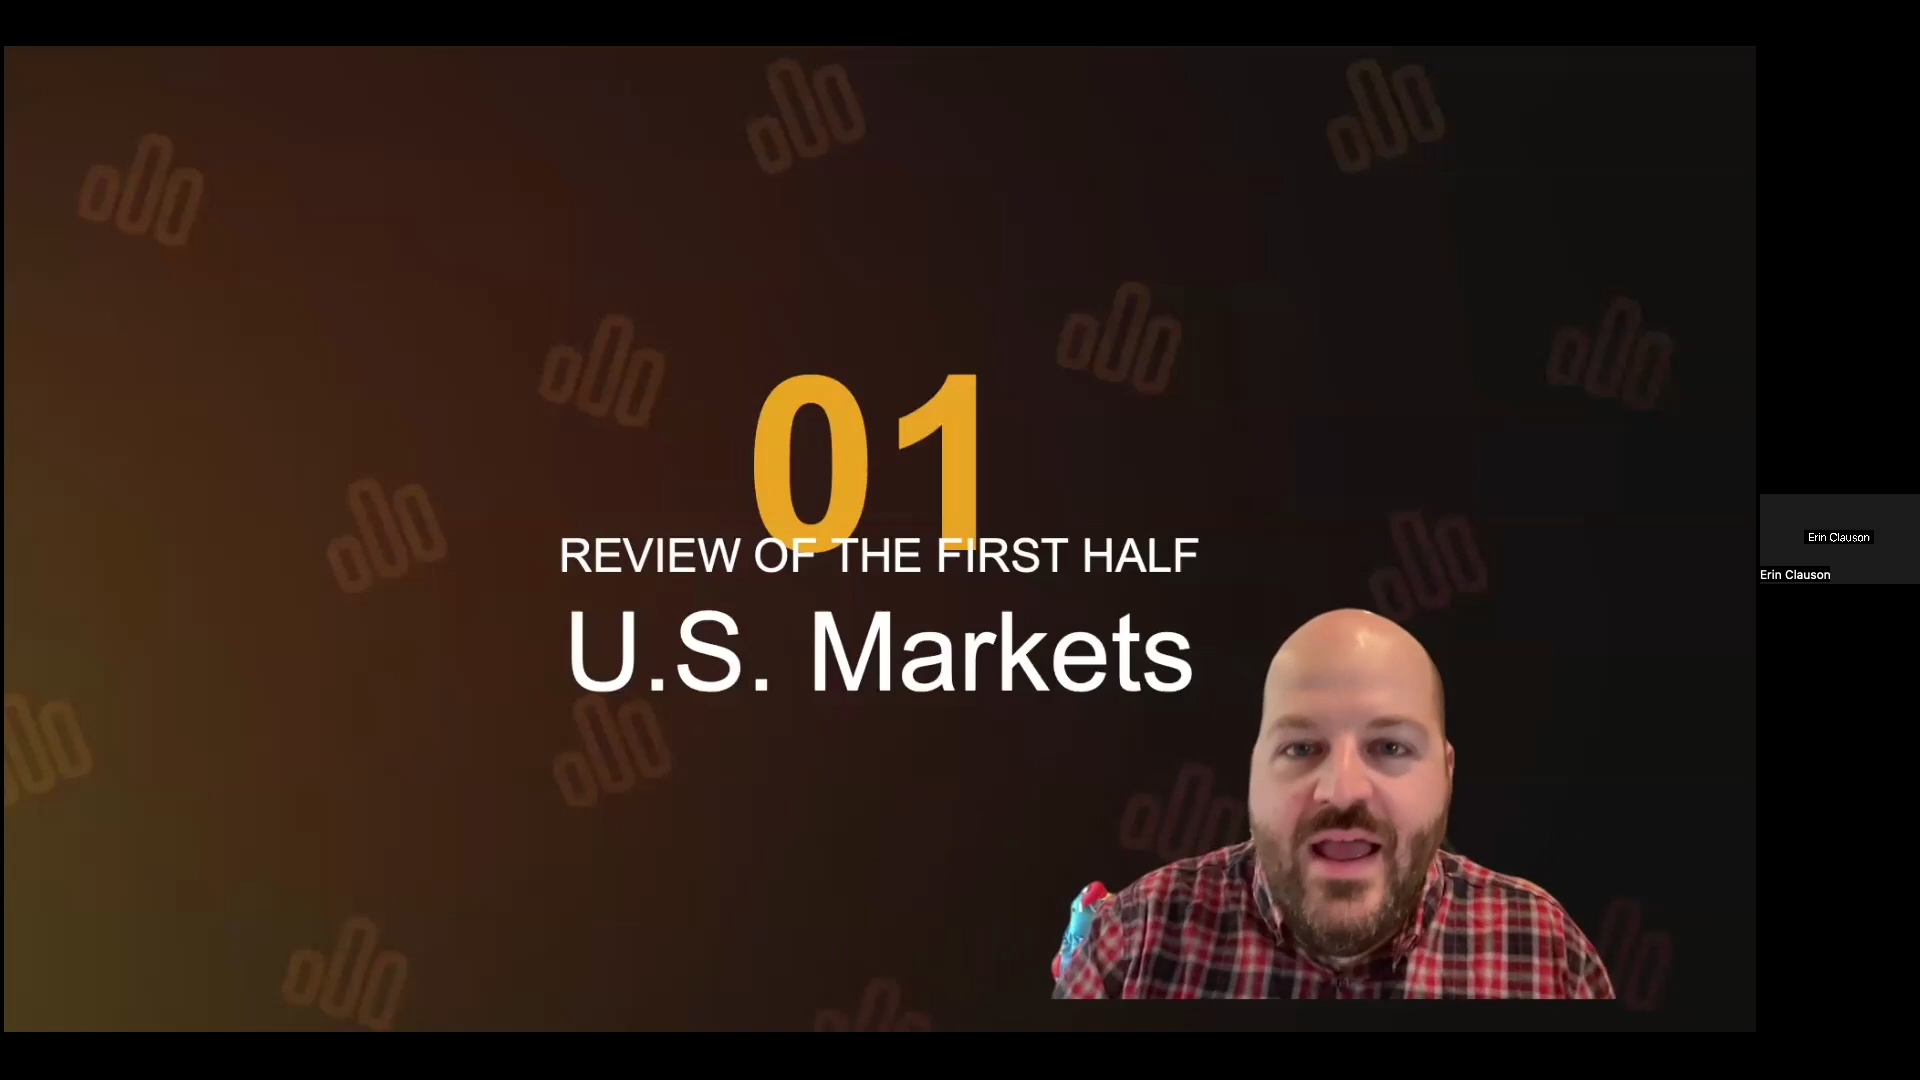 01
REVIEW OF THE FIRST HALF
U.S. Markets
Erin Clauson
Erin Clauson